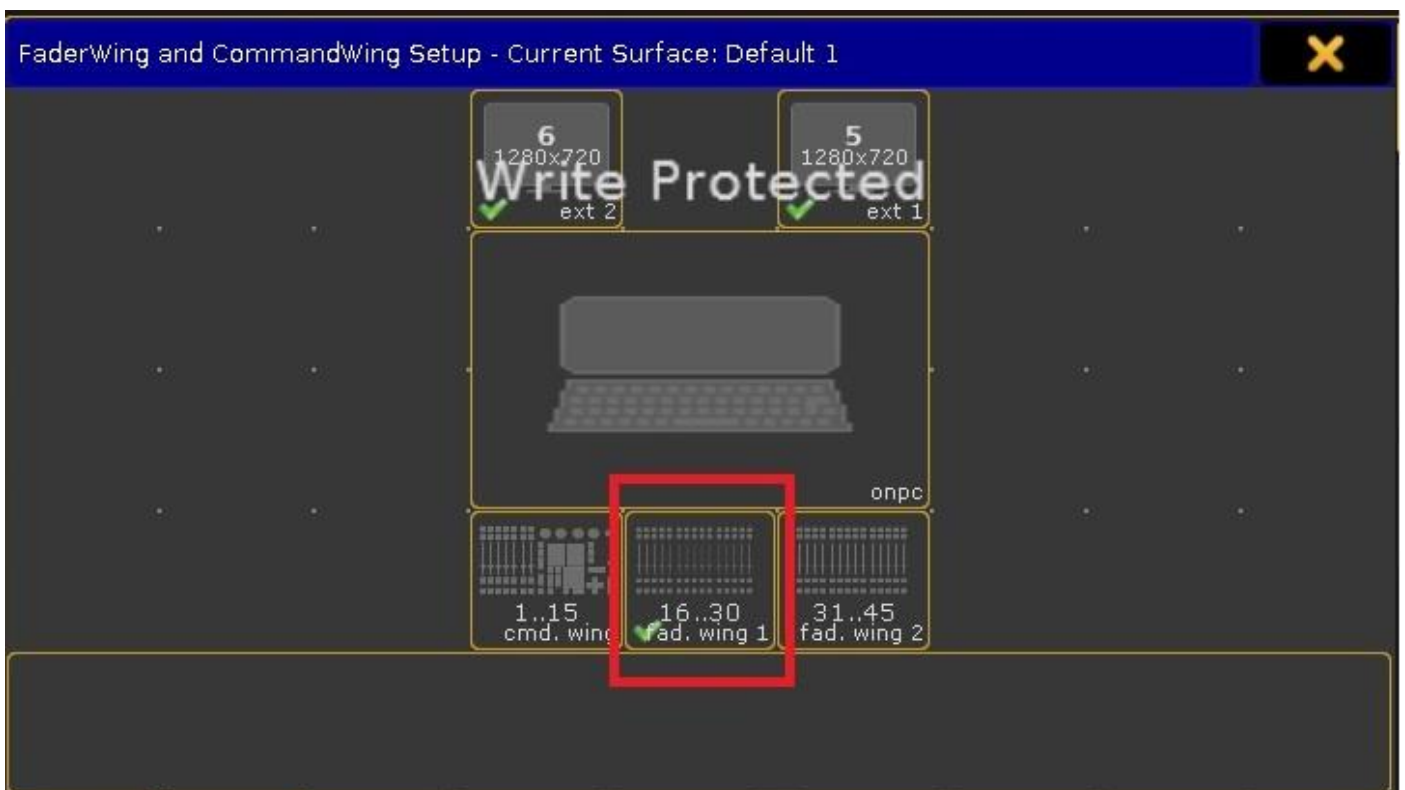 FaderWing and CommandWing Setup - Current Surface: Default 1
6
1280x720
ext 2
5
1280x720
ext 1
Write Protected
onpc
1..15
cmd. wing
16..30
fad. wing 1
31..45
fad. wing 2